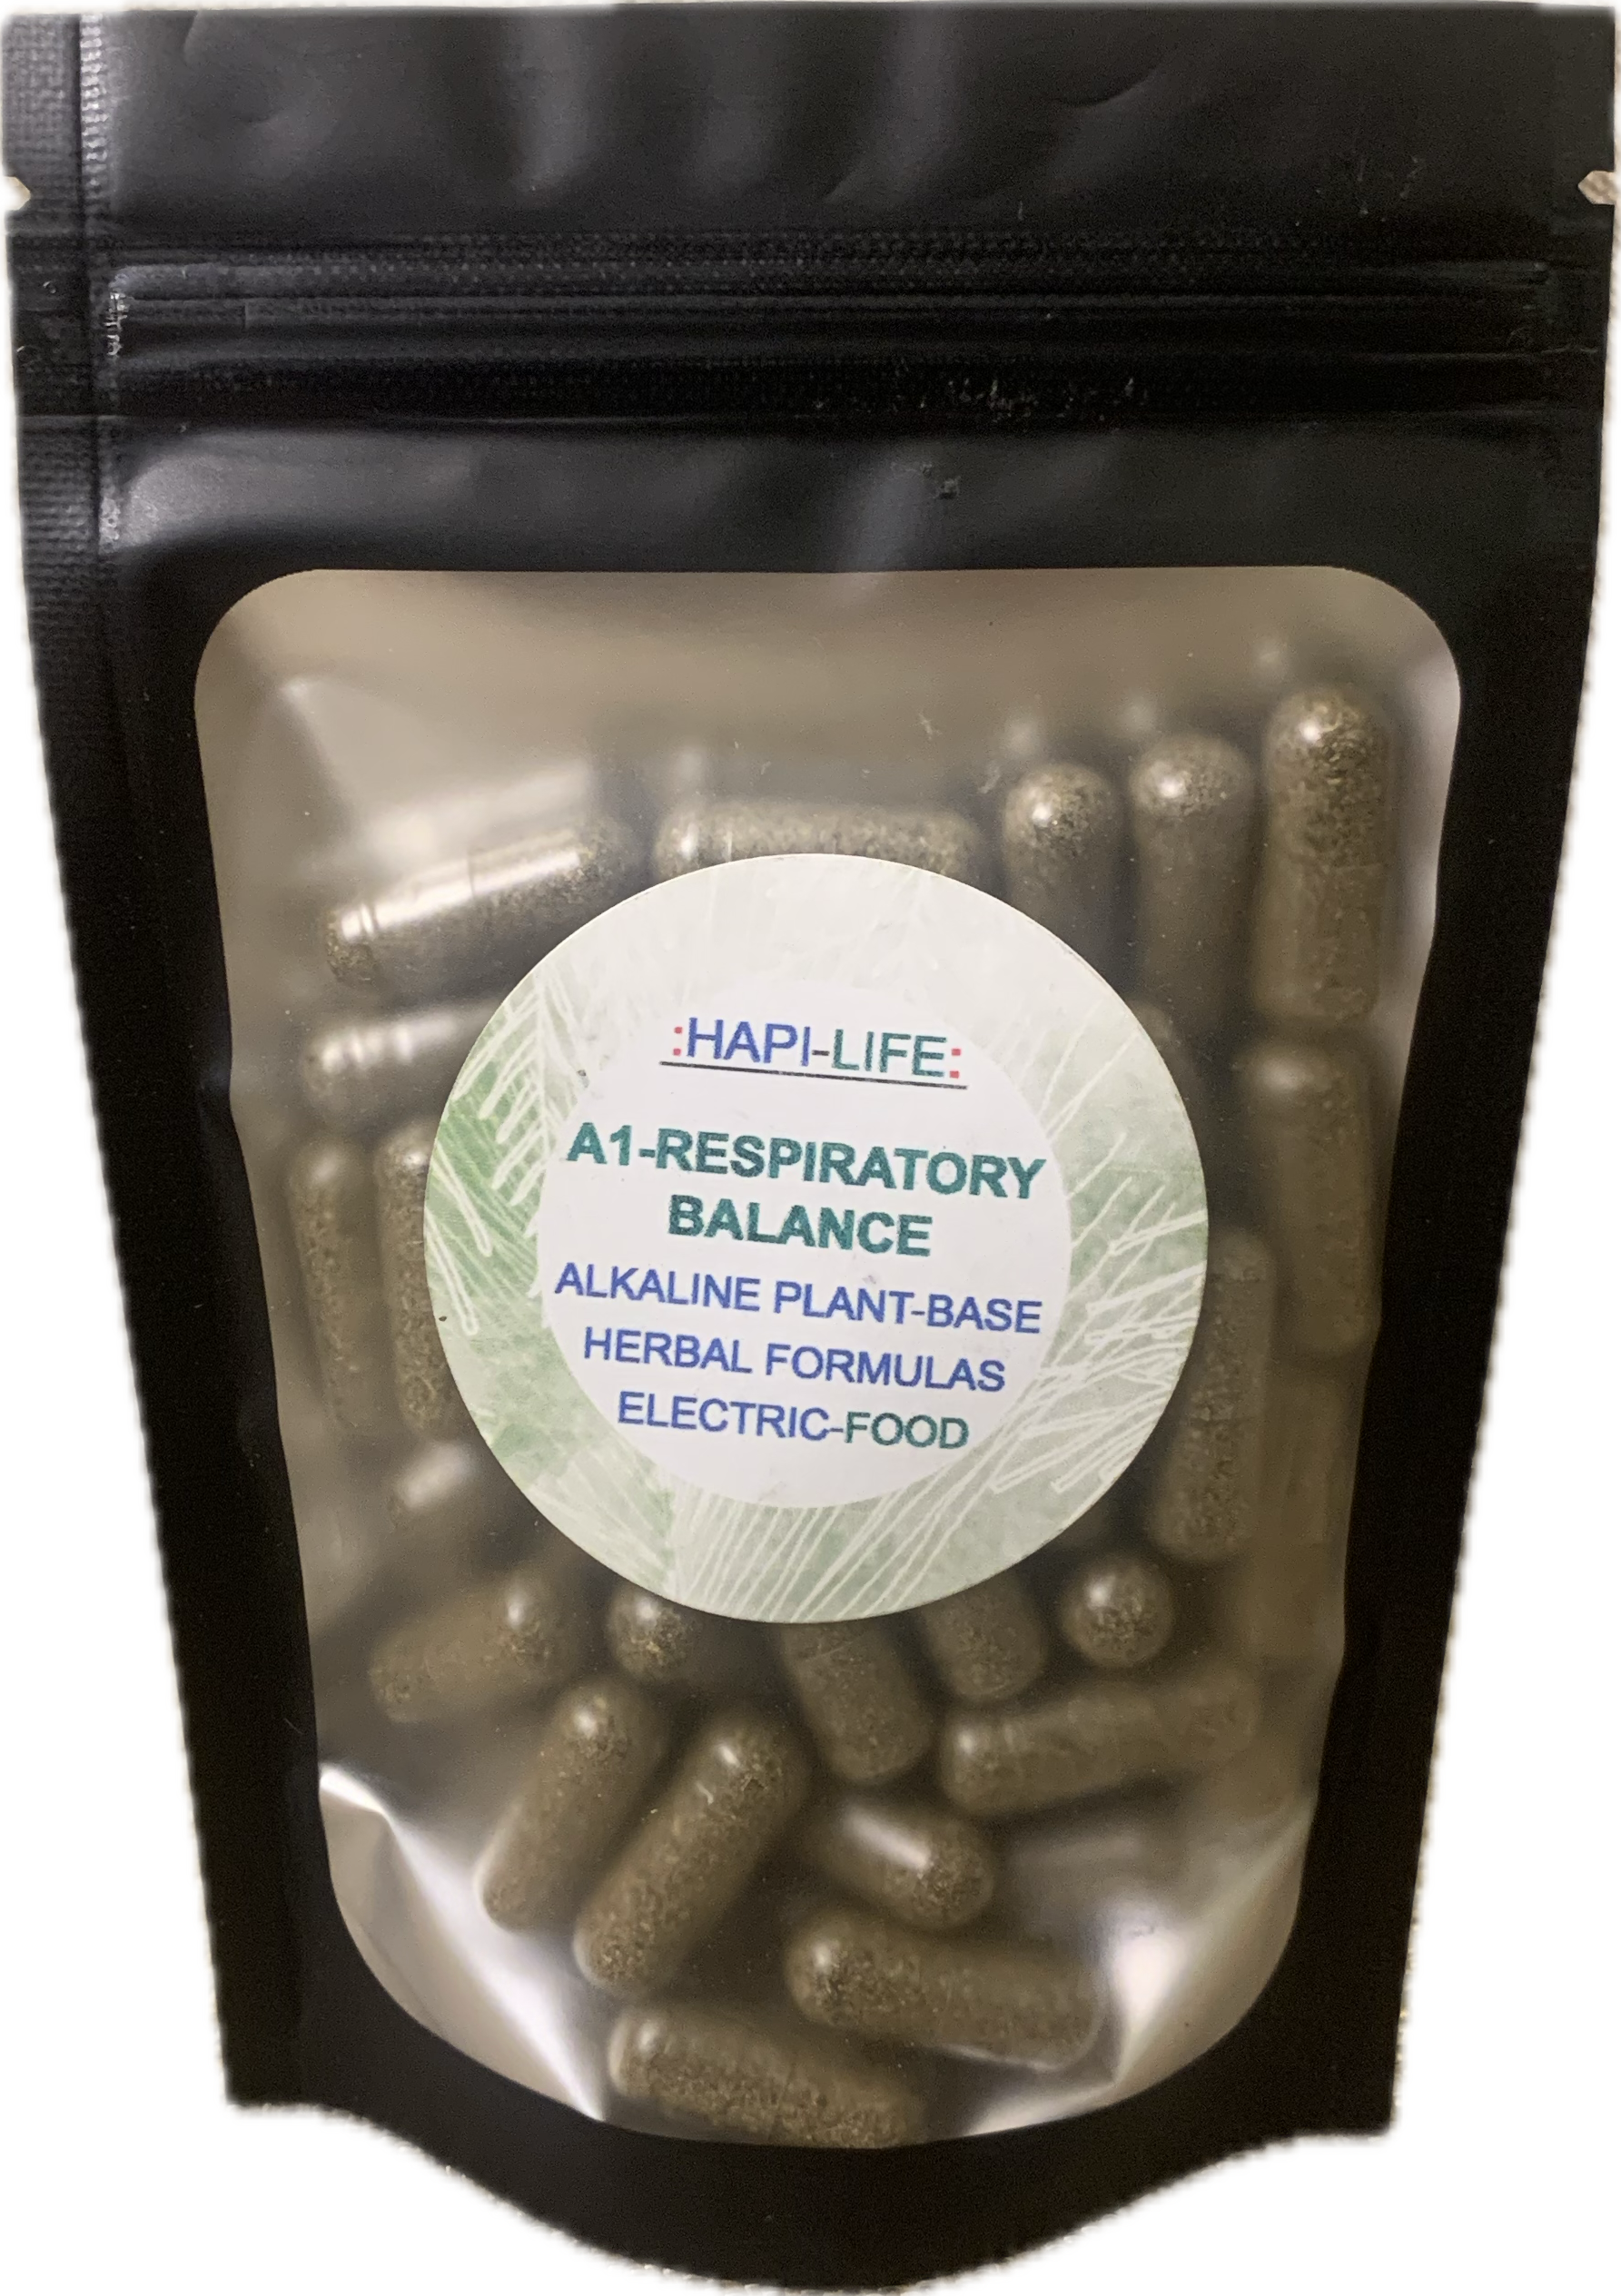 :HAPI-LIFE:
A1-RESPIRATORY
BALANCE
ALKALINE PLANT-BASE
HERBAL FORMULAS
ELECTRIC-FOOD